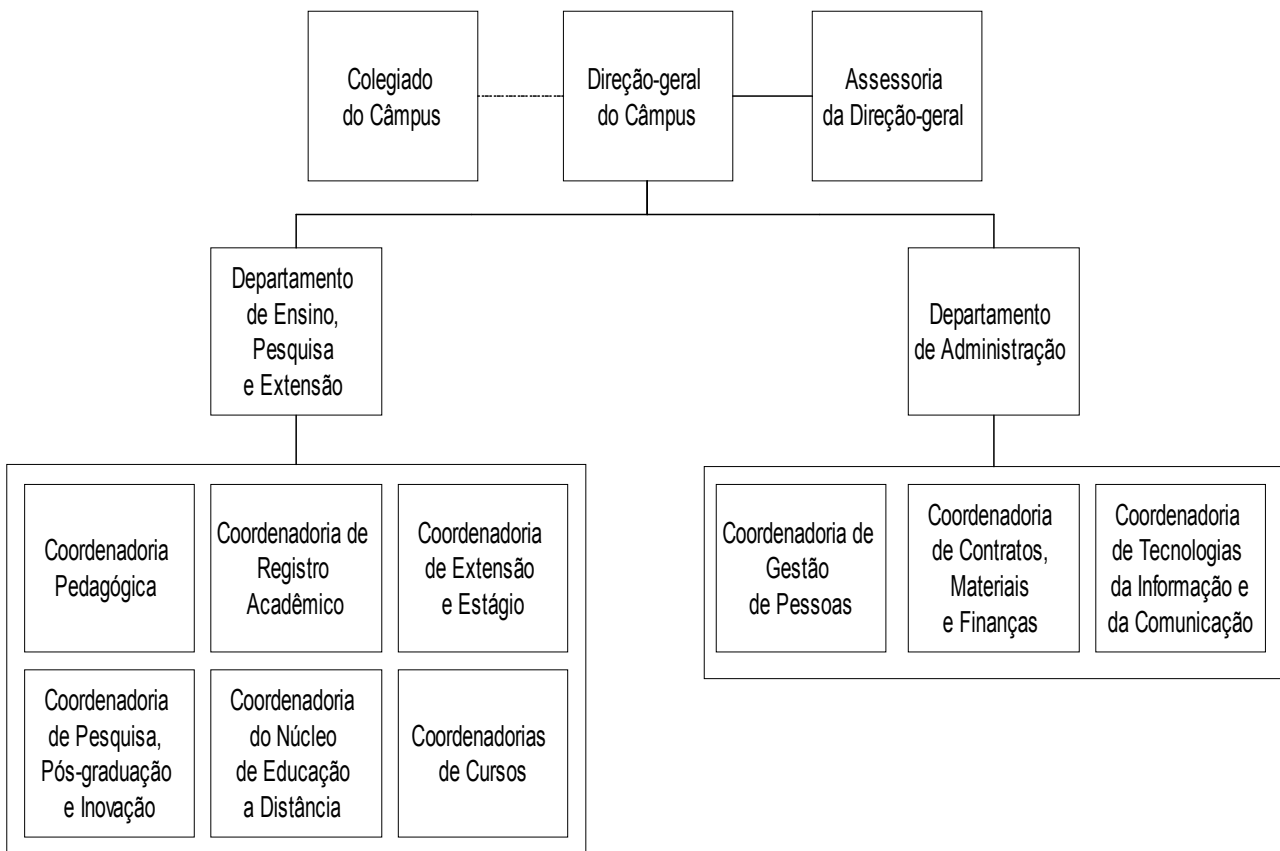 Colegiado
do Câmpus
Direção-geral
do Câmpus
Assessoria
da Direção-geral
Departamento
de Ensino,
Pesquisa
e Extensão
Departamento
de Administração
Coordenadoria
Pedagógica
Coordenadoria de
Registro
Acadêmico
Coordenadoria
de Extensão
e Estágio
Coordenadoria de
Gestão
de Pessoas
Coordenadoria
de Contratos,
Materiais
e Finanças
Coordenadoria
de Tecnologias
da Informação e
da Comunicação
Coordenadoria
de Pesquisa,
Pós-graduação
e Inovação
Coordenadoria
do Núcleo
de Educação
a Distância
Coordenadorias
de Cursos